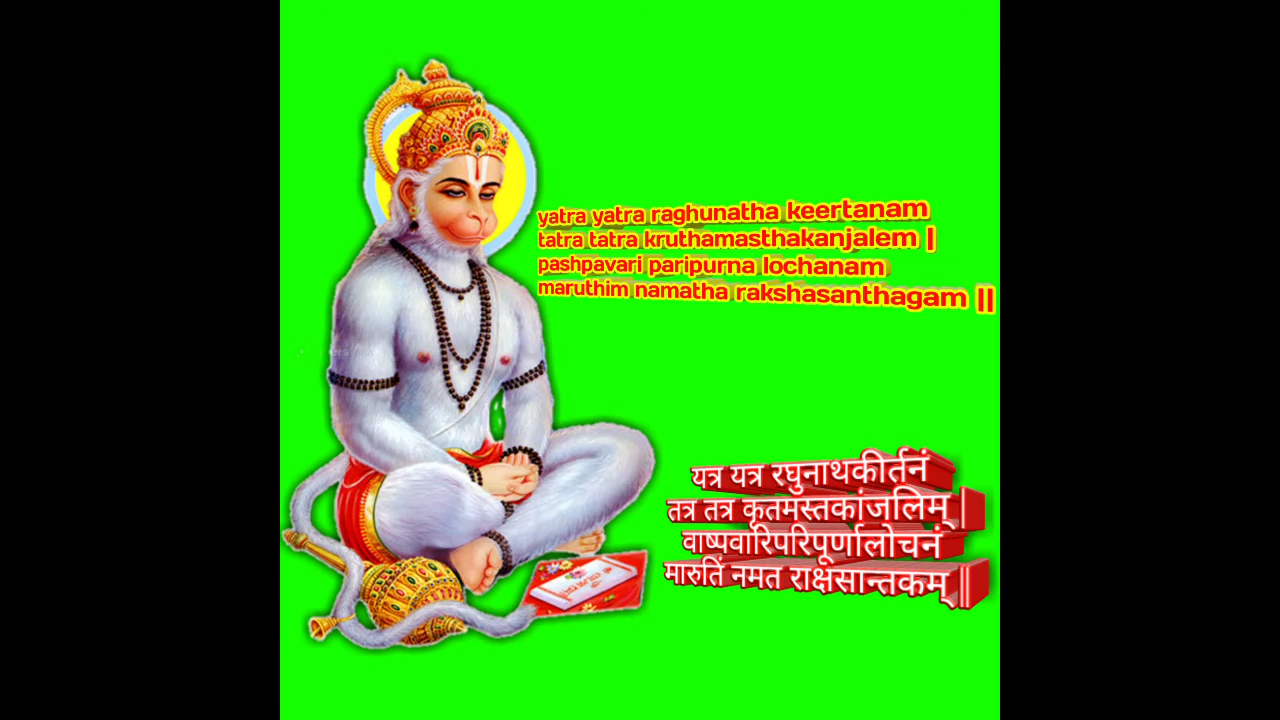 yatra yatra raghunatha keertanam
tatra tatra kruthamasthakanjalem |
pashpavari paripurna lochanam
maruthim namatha rakshasanthagam ||
यत्र यत्र रघुनाथकीर्तनं
तत्र तत्र कृतमस्तकांजलिम् |
वाष्पवारिपरिपूर्णालोचनं
मारुतिं नमत राक्षसान्तकम् ||